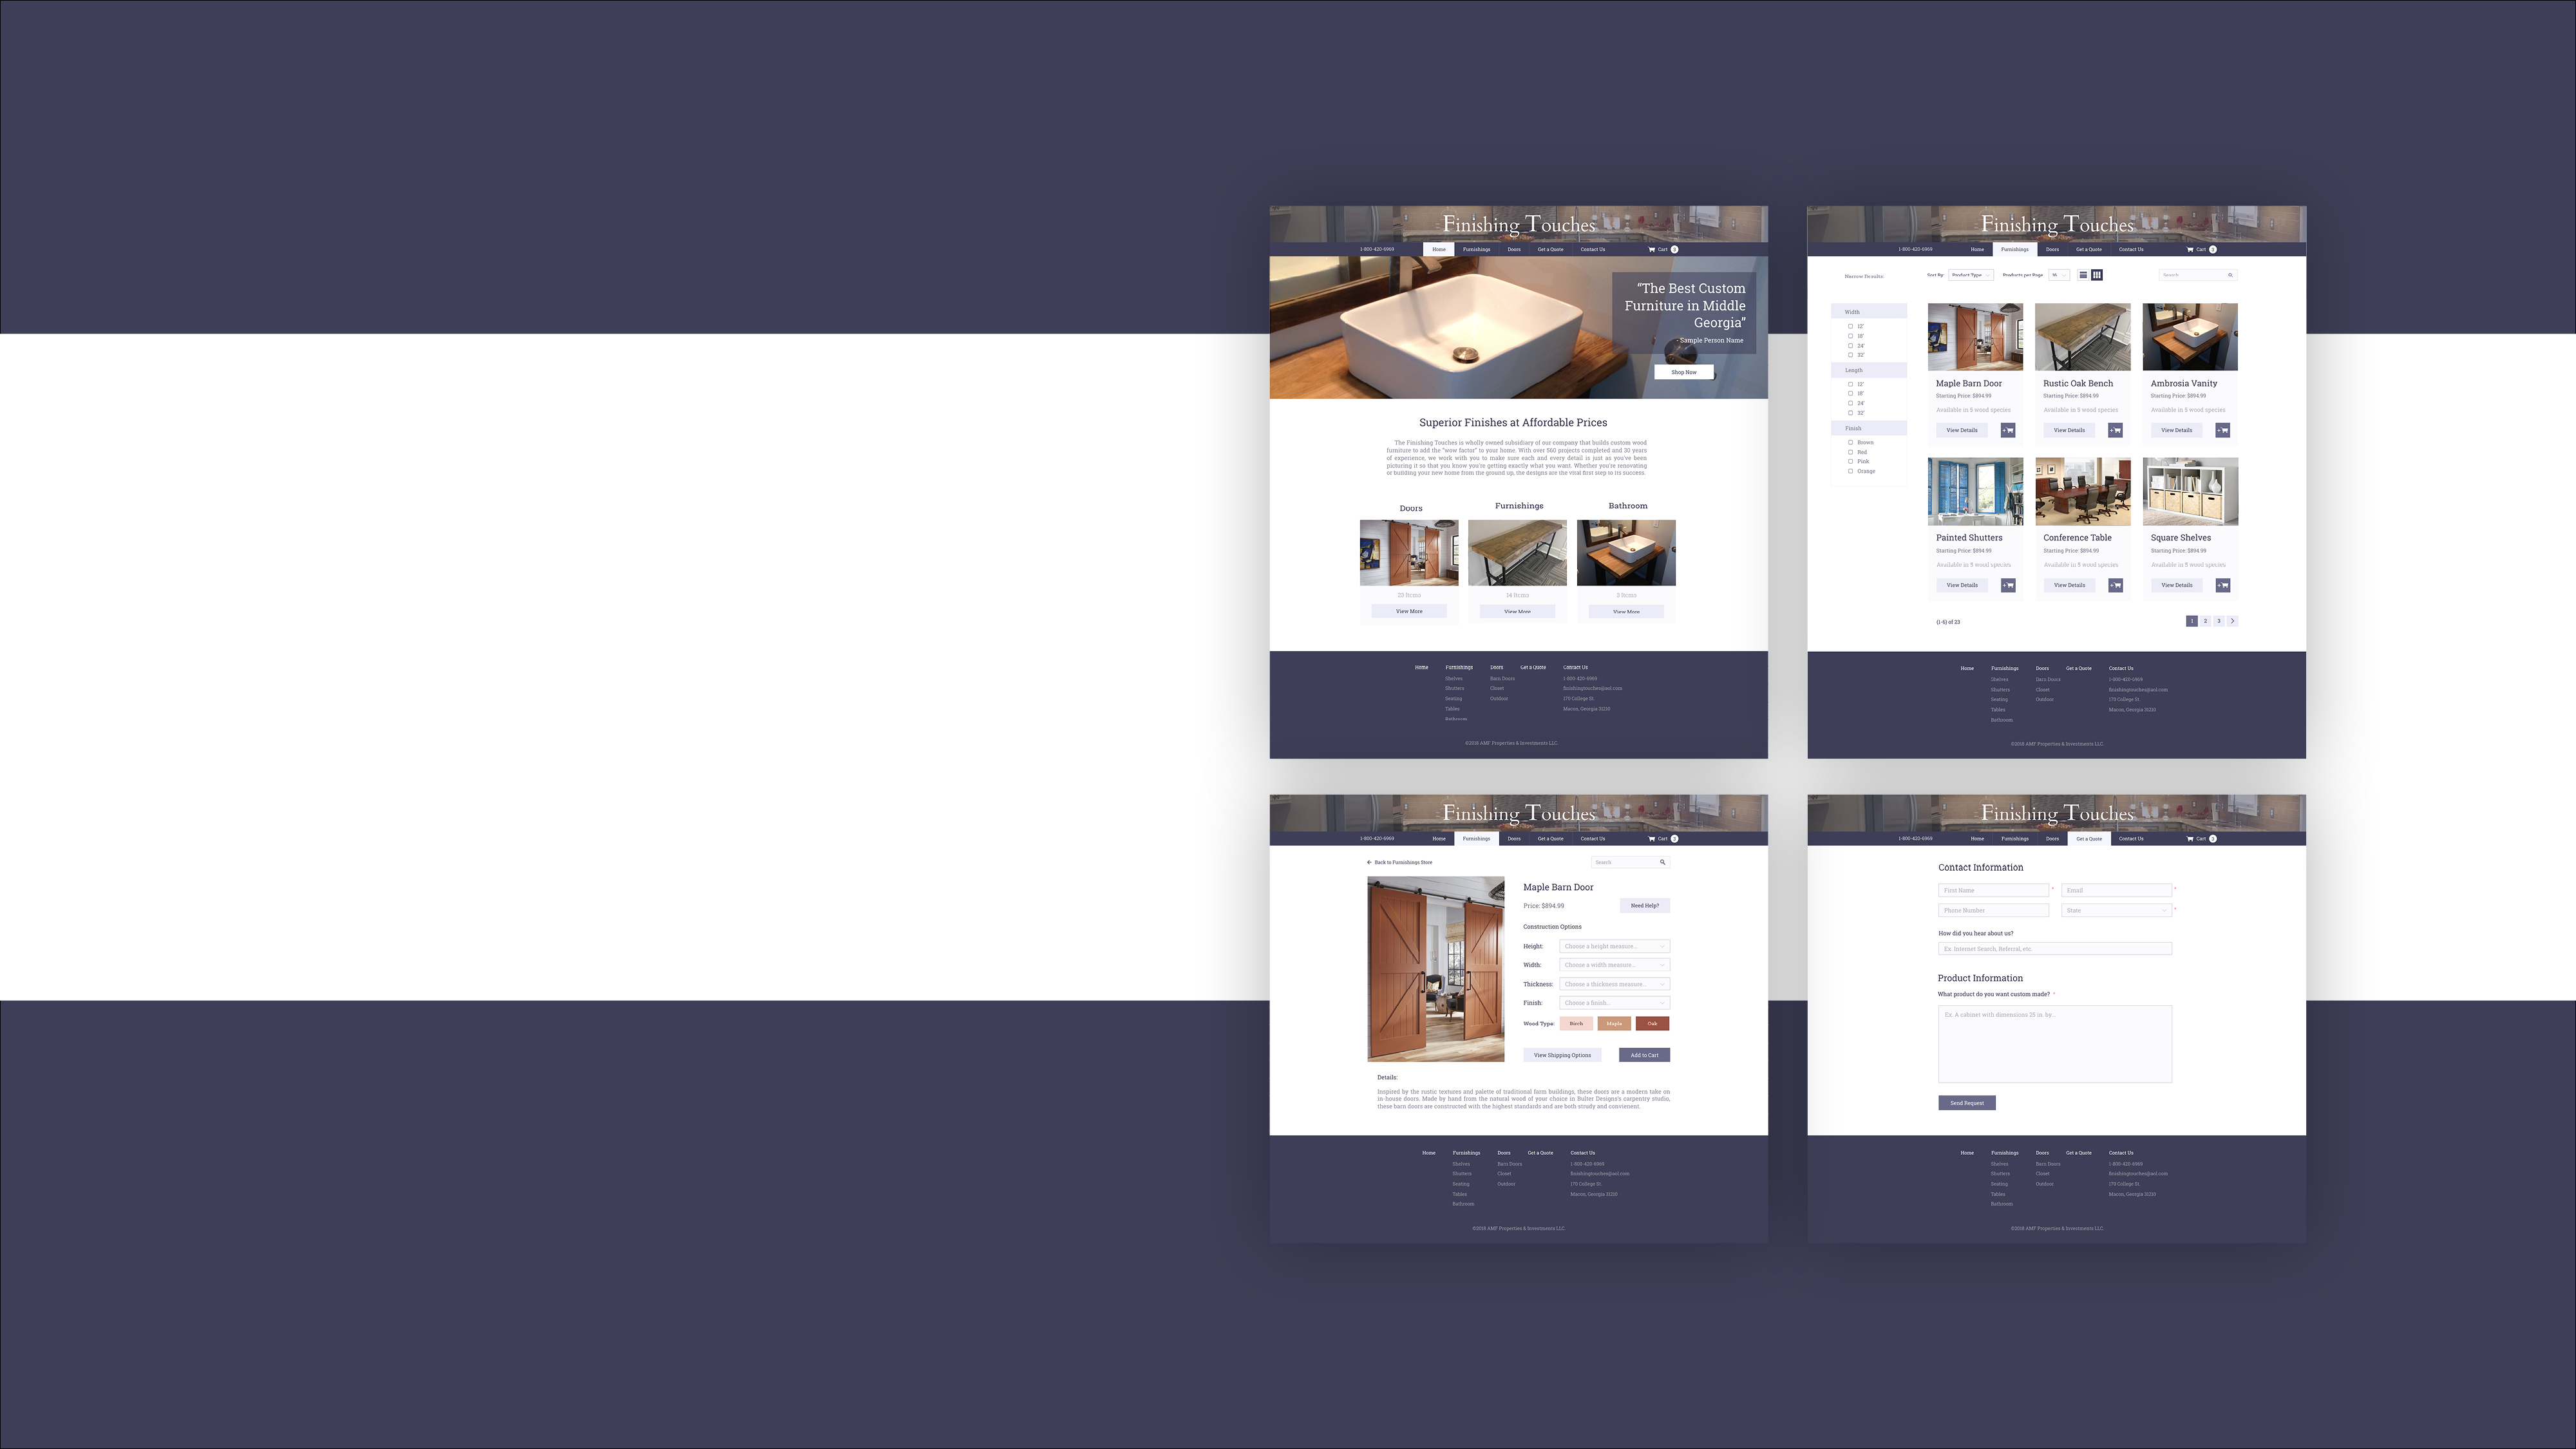 Finishing Touches
1-800-420-6969 Home Furnishings Doors Get a Quote Contact Us Cart 3
"The Best Custom
Furniture in Middle
Georgia"
- Sample Person Name
Shop Now
Superior Finishes at Affordable Prices
The Finishing Touches is wholly owned subsidiary of our company that builds custom wood
furniture to add the "wow factor" to your home. With over 560 projects completed and 30 years
of experience, we work with you to make sure each and every detail is just as you've been
picturing it so that you know you're getting exactly what you want. Whether you're renovating
or building your new home from the ground up, the designs are the vital first step to its success.
Doors Furnishings Bathroom
23 Items 14 Items 3 Items
View More View More View More
Home Furnishings Doors Get a Quote Contact Us
Shelves Barn Doors 1-800-420-6969
Shutters Closet finishingtouches@aol.com
Seating Outdoor 170 College St.
Tables Macon, Georgia 31210
Bathroom
©2018 AMF Properties & Investments LLC.
Finishing Touches
1-800-420-6969 Home Furnishings Doors Get a Quote Contact Us Cart 3
Narrow Results Sort By Product Type Products per Page Search
Width
12"
18"
24"
32"
Length
12"
18"
24"
32"
Finish
Brown
Red
Pink
Orange
Maple Barn Door Rustic Oak Bench Ambrosia Vanity
Starting Price: $894.99 Starting Price: $894.99 Starting Price: $894.99
Available in 5 wood species Available in 5 wood species Available in 5 wood species
View Details + View Details + View Details +
Painted Shutters Conference Table Square Shelves
Starting Price: $894.99 Starting Price: $894.99 Starting Price: $894.99
Available in 5 wood species Available in 5 wood species Available in 5 wood species
View Details + View Details + View Details +
(1-6) of 23 1 2 3
Home Furnishings Doors Get a Quote Contact Us
Shelves Barn Doors 1-800-420-6969
Shutters Closet finishingtouches@aol.com
Seating Outdoor 170 College St.
Tables Macon, Georgia 31210
Bathroom
©2018 AMF Properties & Investments LLC.
Finishing Touches
1-800-420-6969 Home Furnishings Doors Get a Quote Contact Us Cart 3
Back to Furnishings Store Search
Maple Barn Door
Price: $894.99 Need Help?
Construction Options
Height: Choose a height measure...
Width: Choose a width measure...
Thickness: Choose a thickness measure...
Finish: Choose a finish...
Wood Type: Birch Maple Oak
View Shipping Options Add to Cart
Details:
Inspired by the rustic textures and palette of traditional farm buildings, these doors are a modern take on
in-house doors. Made by hand from the natural wood of your choice in Butler Designs's carpentry studio,
these barn doors are constructed with the highest standards and are both strudy and convienent.
Home Furnishings Doors Get a Quote Contact Us
Shelves Barn Doors 1-800-420-6969
Shutters Closet finishingtouches@aol.com
Seating Outdoor 170 College St.
Tables Macon, Georgia 31210
Bathroom
©2018 AMF Properties & Investments LLC.
Finishing Touches
1-800-420-6969 Home Furnishings Doors Get a Quote Contact Us Cart 3
Contact Information
First Name * Email *
Phone Number State *
How did you hear about us?
Ex. Internet Search, Referral, etc.
Product Information
What product do you want custom made? *
Ex. A cabinet with dimensions 25 in. by...
Send Request
Home Furnishings Doors Get a Quote Contact Us
Shelves Barn Doors 1-800-420-6969
Shutters Closet finishingtouches@aol.com
Seating Outdoor 170 College St.
Tables Macon, Georgia 31210
Bathroom
©2018 AMF Properties & Investments LLC.